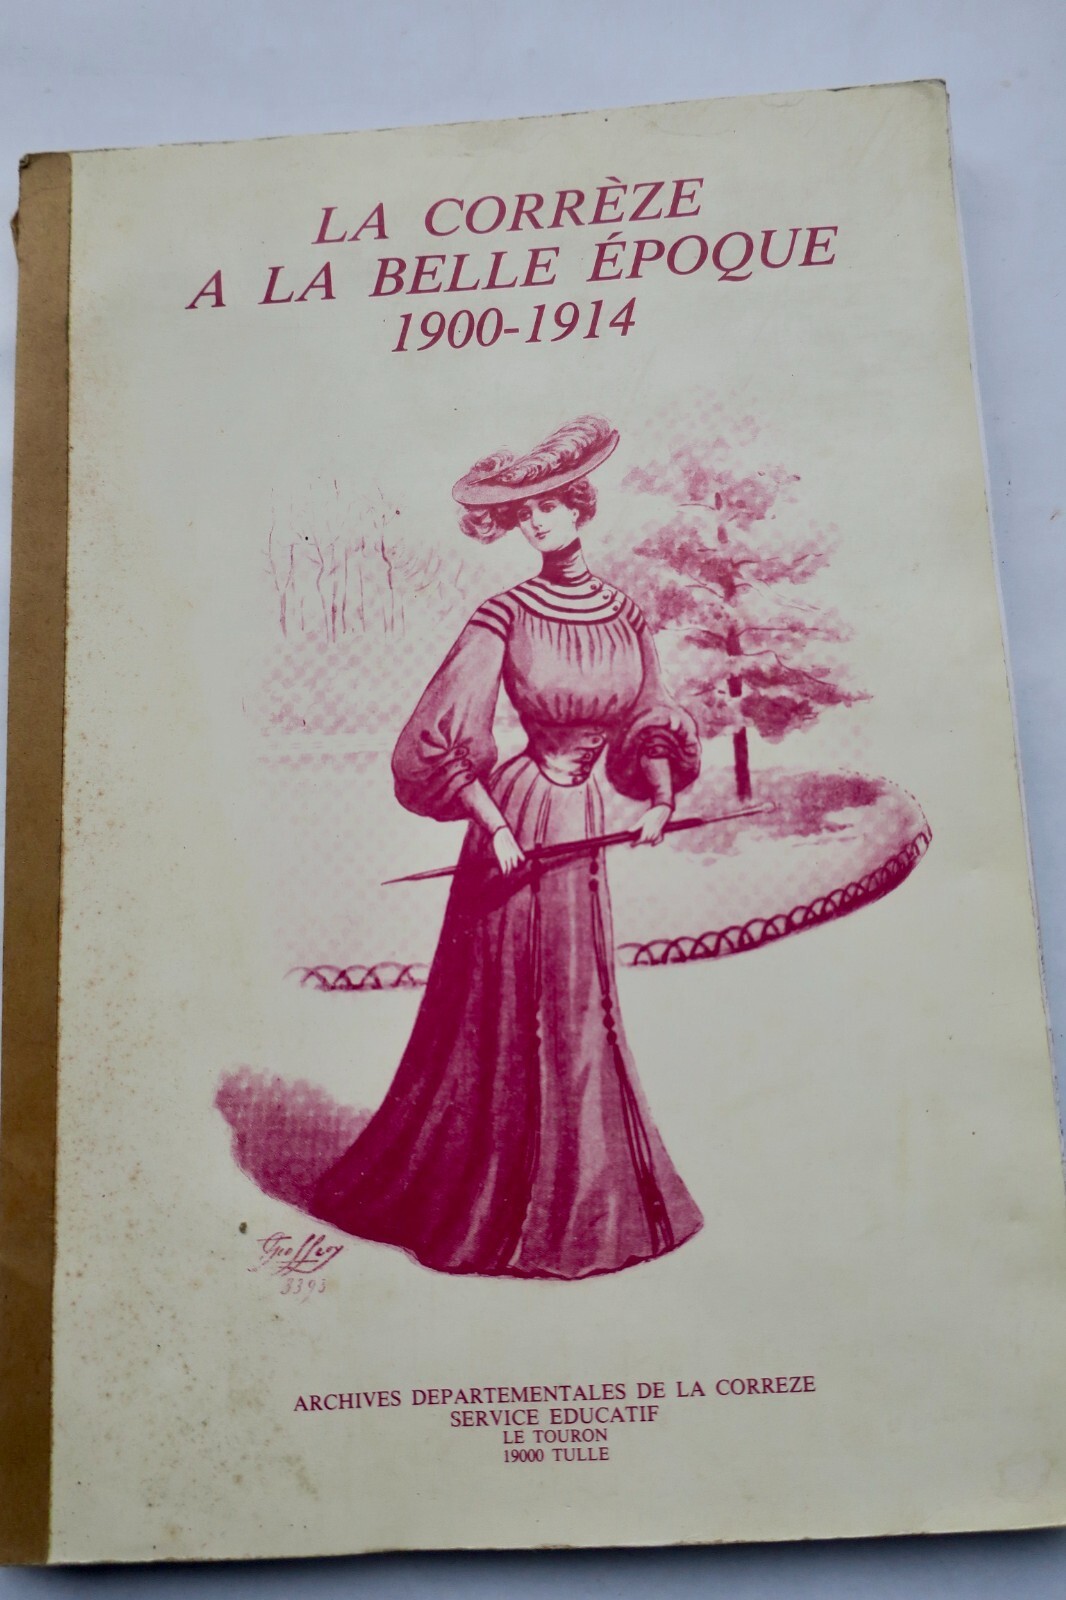 LA CORRÈZE
A LA BELLE ÉPOQUE
1900-1914
Geoffroy
3393
ARCHIVES DEPARTEMENTALES DE LA CORREZE
SERVICE EDUCATIF
LE TOURON
19000 TULLE